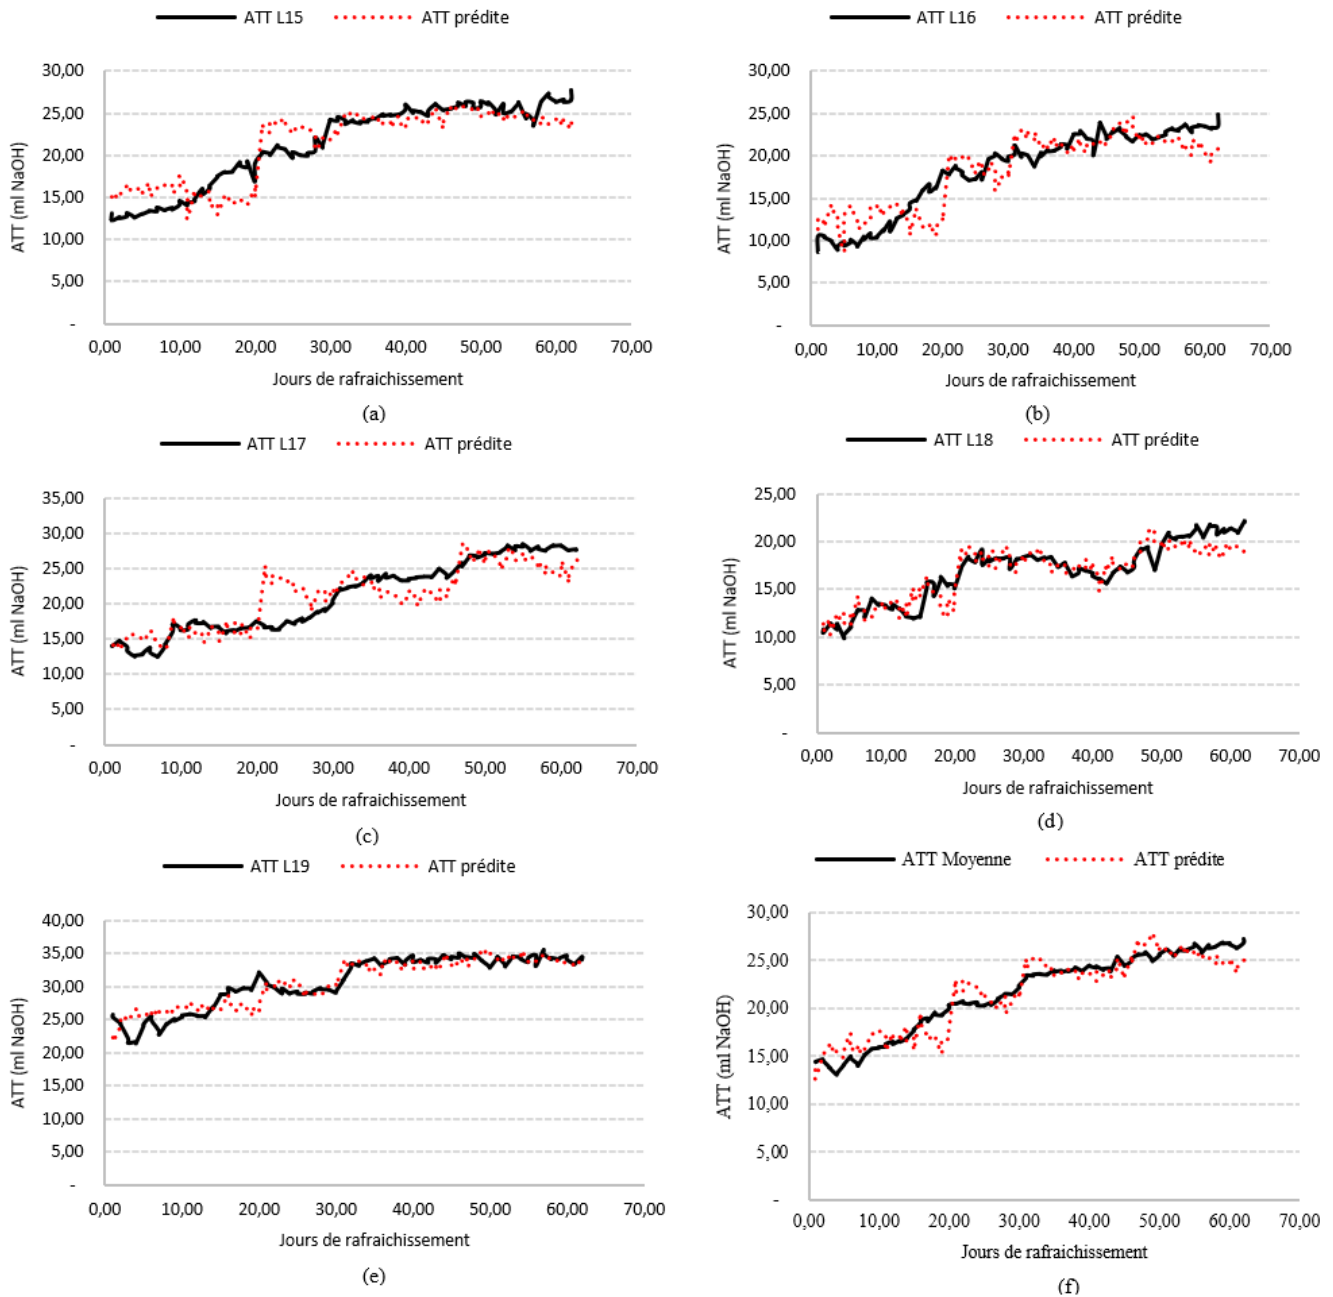 ATT L15 ATT prédite
30,00
25,00
20,00
15,00
10,00
5,00
-
ATT (ml NaOH)
0,00 10,00 20,00 30,00 40,00 50,00 60,00 70,00
Jours de rafraichissement
(a)
ATT L16 ATT prédite
30,00
25,00
20,00
15,00
10,00
5,00
-
ATT (ml NaOH)
0,00 10,00 20,00 30,00 40,00 50,00 60,00 70,00
Jours de rafraichissement
(b)
ATT L17 ATT prédite
35,00
30,00
25,00
20,00
15,00
10,00
5,00
-
ATT (ml NaOH)
0,00 10,00 20,00 30,00 40,00 50,00 60,00 70,00
Jours de rafraichissement
(c)
ATT L18 ATT prédite
25,00
20,00
15,00
10,00
5,00
-
ATT (ml NaOH)
0,00 10,00 20,00 30,00 40,00 50,00 60,00 70,00
Jours de rafraichissement
(d)
ATT L19 ATT prédite
40,00
35,00
30,00
25,00
20,00
15,00
10,00
5,00
-
ATT (ml NaOH)
0,00 10,00 20,00 30,00 40,00 50,00 60,00 70,00
Jours de rafraichissement
(e)
ATT Moyenne ATT prédite
30,00
25,00
20,00
15,00
10,00
5,00
-
ATT (ml NaOH)
0,00 10,00 20,00 30,00 40,00 50,00 60,00 70,00
Jours de rafraichissement
(f)